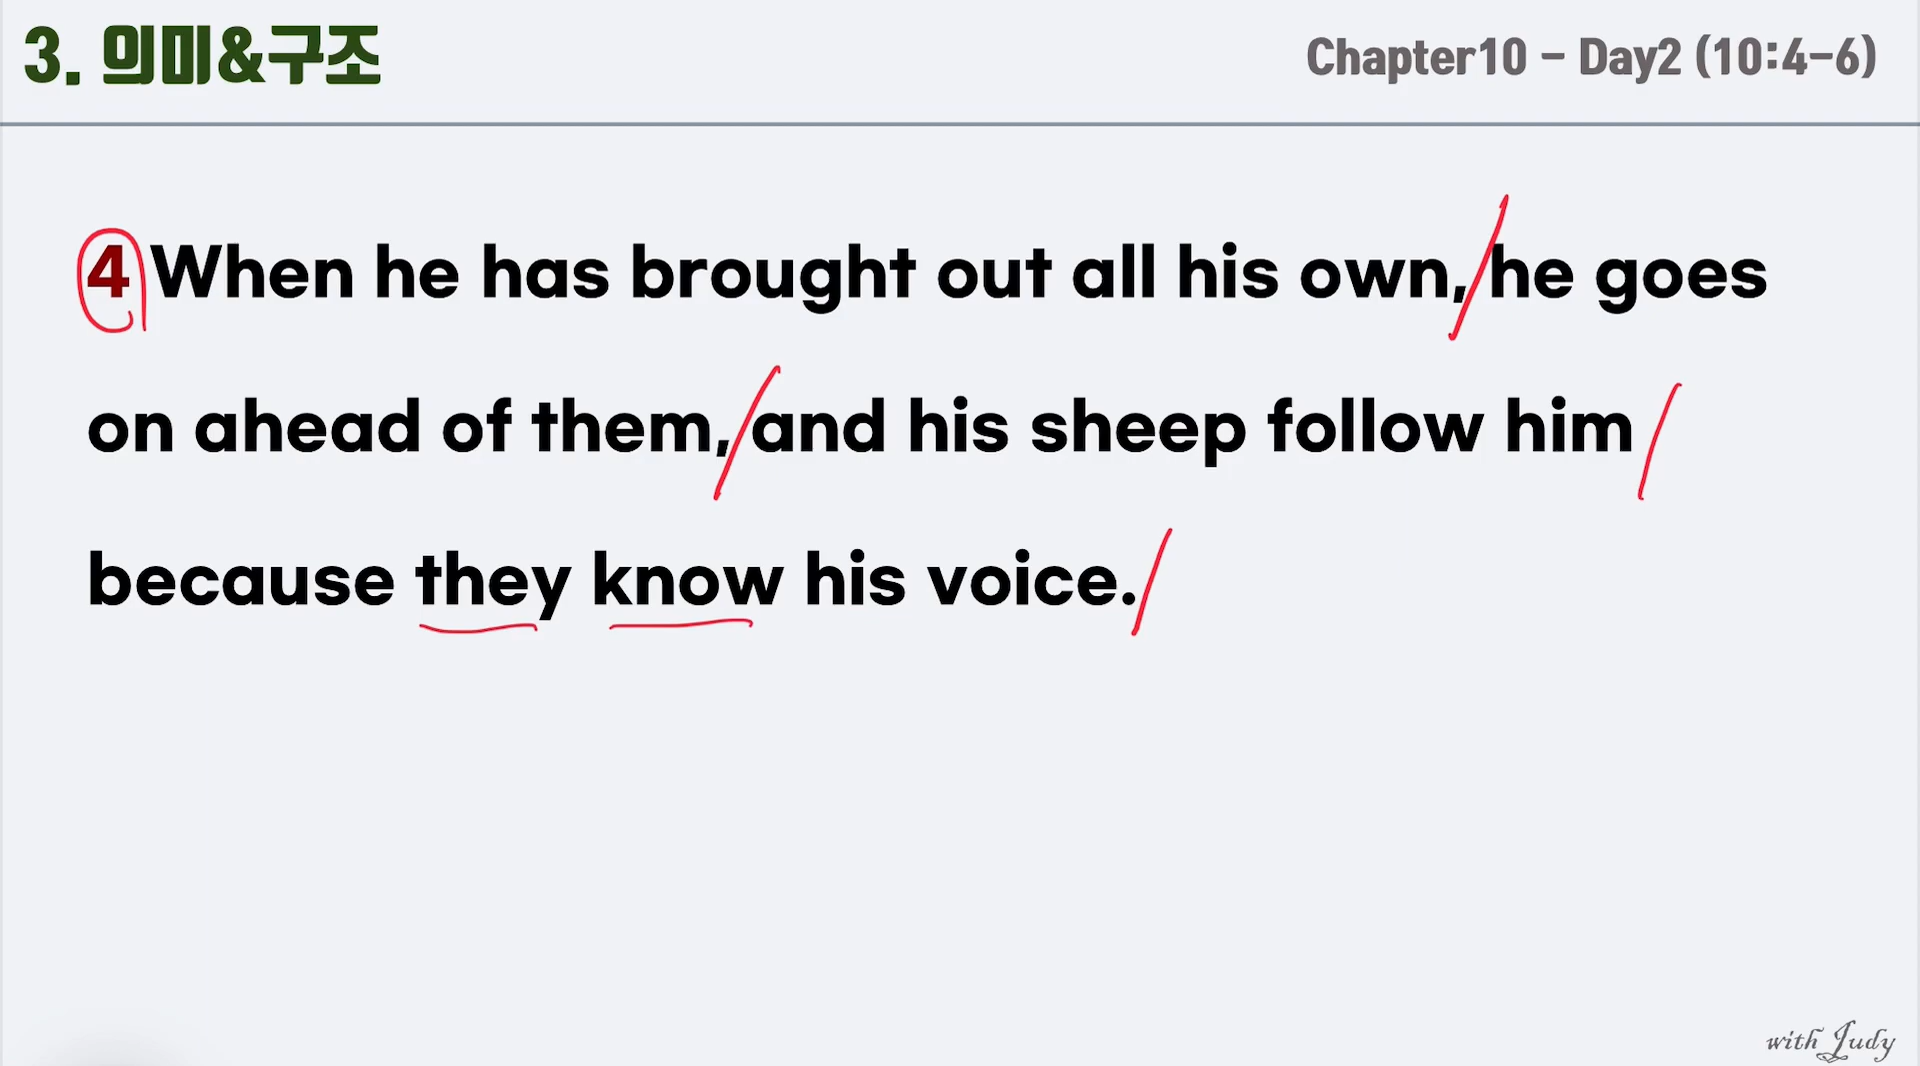 3. 의미&구조
Chapter10 - Day2 (10:4-6)
4 When he has brought out all his own, he goes
on ahead of them, and his sheep follow him
because they know his voice.
with Judy